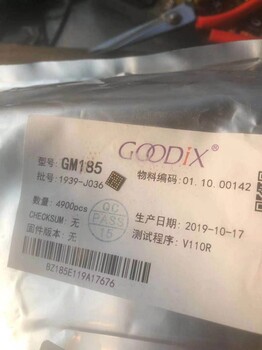 GOODiX®
型号: GM185
批号: 1939-J036
物料编码: 01.10.00142
数量: 4900pcs
CHECKSUM: 无
固件版本: 无
QC
PASS
15
生产日期: 2019-10-17
测试程序: V110R
BZ185E119A17676